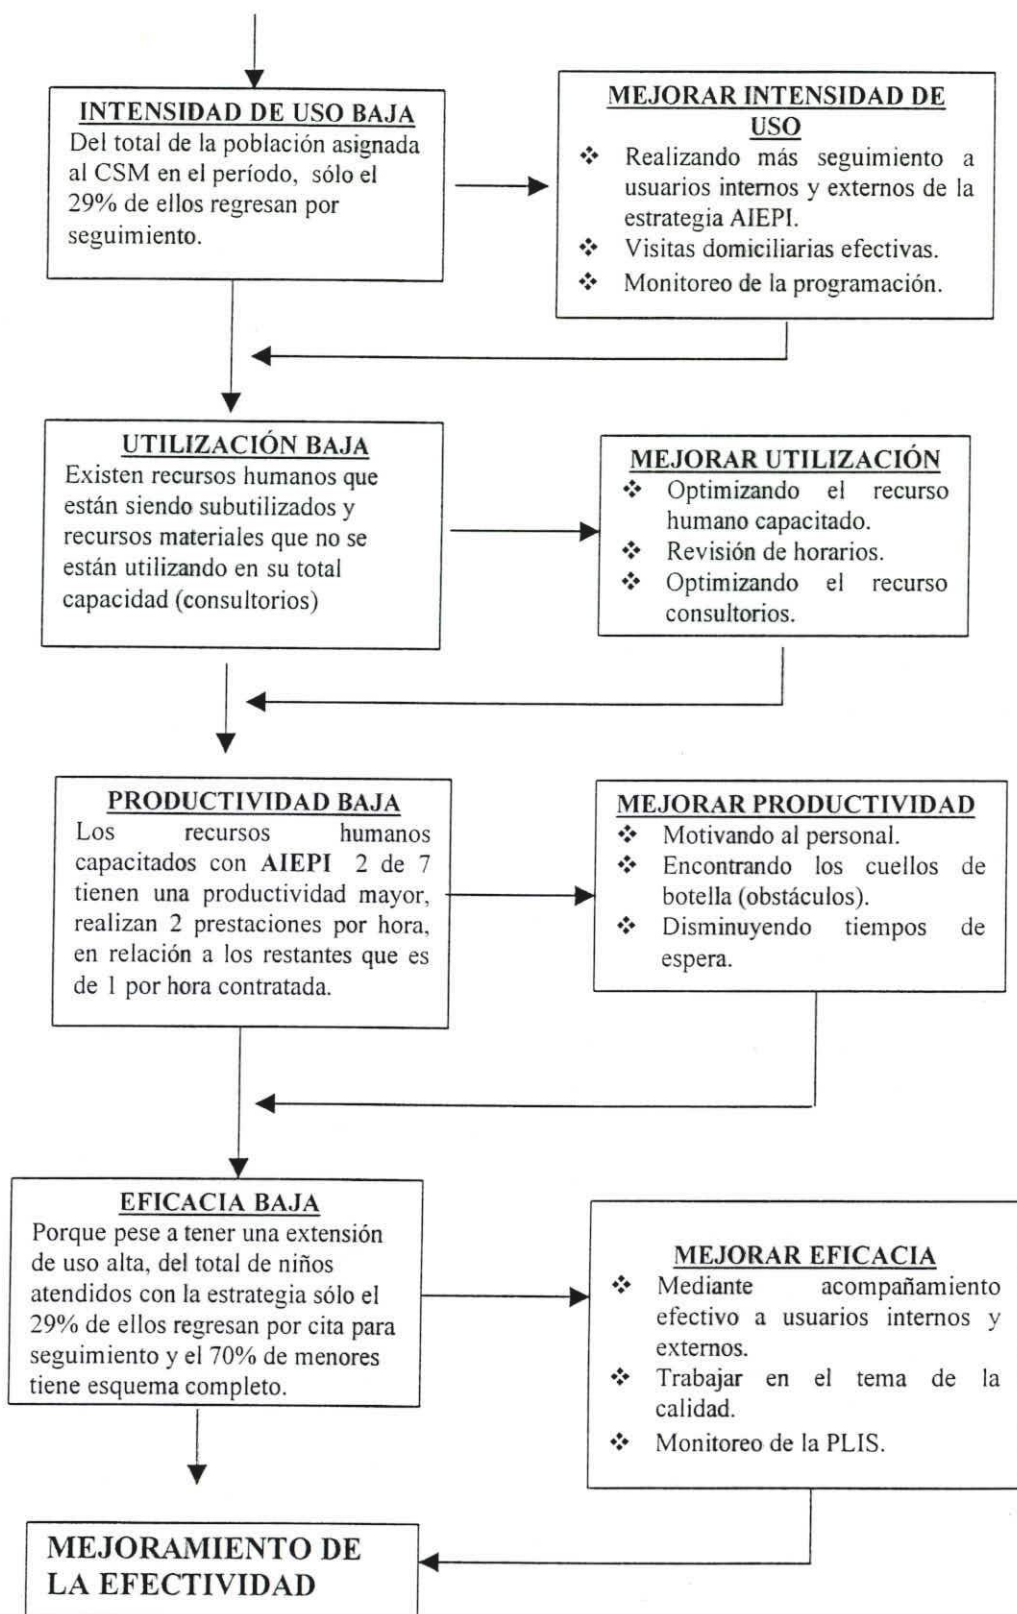 INTENSIDAD DE USO BAJA
Del total de la población asignada
al CSM en el período, sólo el
29% de ellos regresan por
seguimiento.
MEJORAR INTENSIDAD DE
USO
❖ Realizando más seguimiento a
usuarios internos y externos de la
estrategia AIEPI.
❖ Visitas domiciliarias efectivas.
❖ Monitoreo de la programación.
UTILIZACIÓN BAJA
Existen recursos humanos que
están siendo subutilizados y
recursos materiales que no se
están utilizando en su total
capacidad (consultorios)
MEJORAR UTILIZACIÓN
❖ Optimizando el recurso
humano capacitado.
❖ Revisión de horarios.
❖ Optimizando el recurso
consultorios.
PRODUCTIVIDAD BAJA
Los recursos humanos
capacitados con AIEPI 2 de 7
tienen una productividad mayor,
realizan 2 prestaciones por hora,
en relación a los restantes que es
de 1 por hora contratada.
MEJORAR PRODUCTIVIDAD
❖ Motivando al personal.
❖ Encontrando los cuellos de
botella (obstáculos).
❖ Disminuyendo tiempos de
espera.
EFICACIA BAJA
Porque pese a tener una extensión
de uso alta, del total de niños
atendidos con la estrategia sólo el
29% de ellos regresan por cita para
seguimiento y el 70% de menores
tiene esquema completo.
MEJORAR EFICACIA
❖ Mediante acompañamiento
efectivo a usuarios internos y
externos.
❖ Trabajar en el tema de la
calidad.
❖ Monitoreo de la PLIS.
MEJORAMIENTO DE
LA EFECTIVIDAD